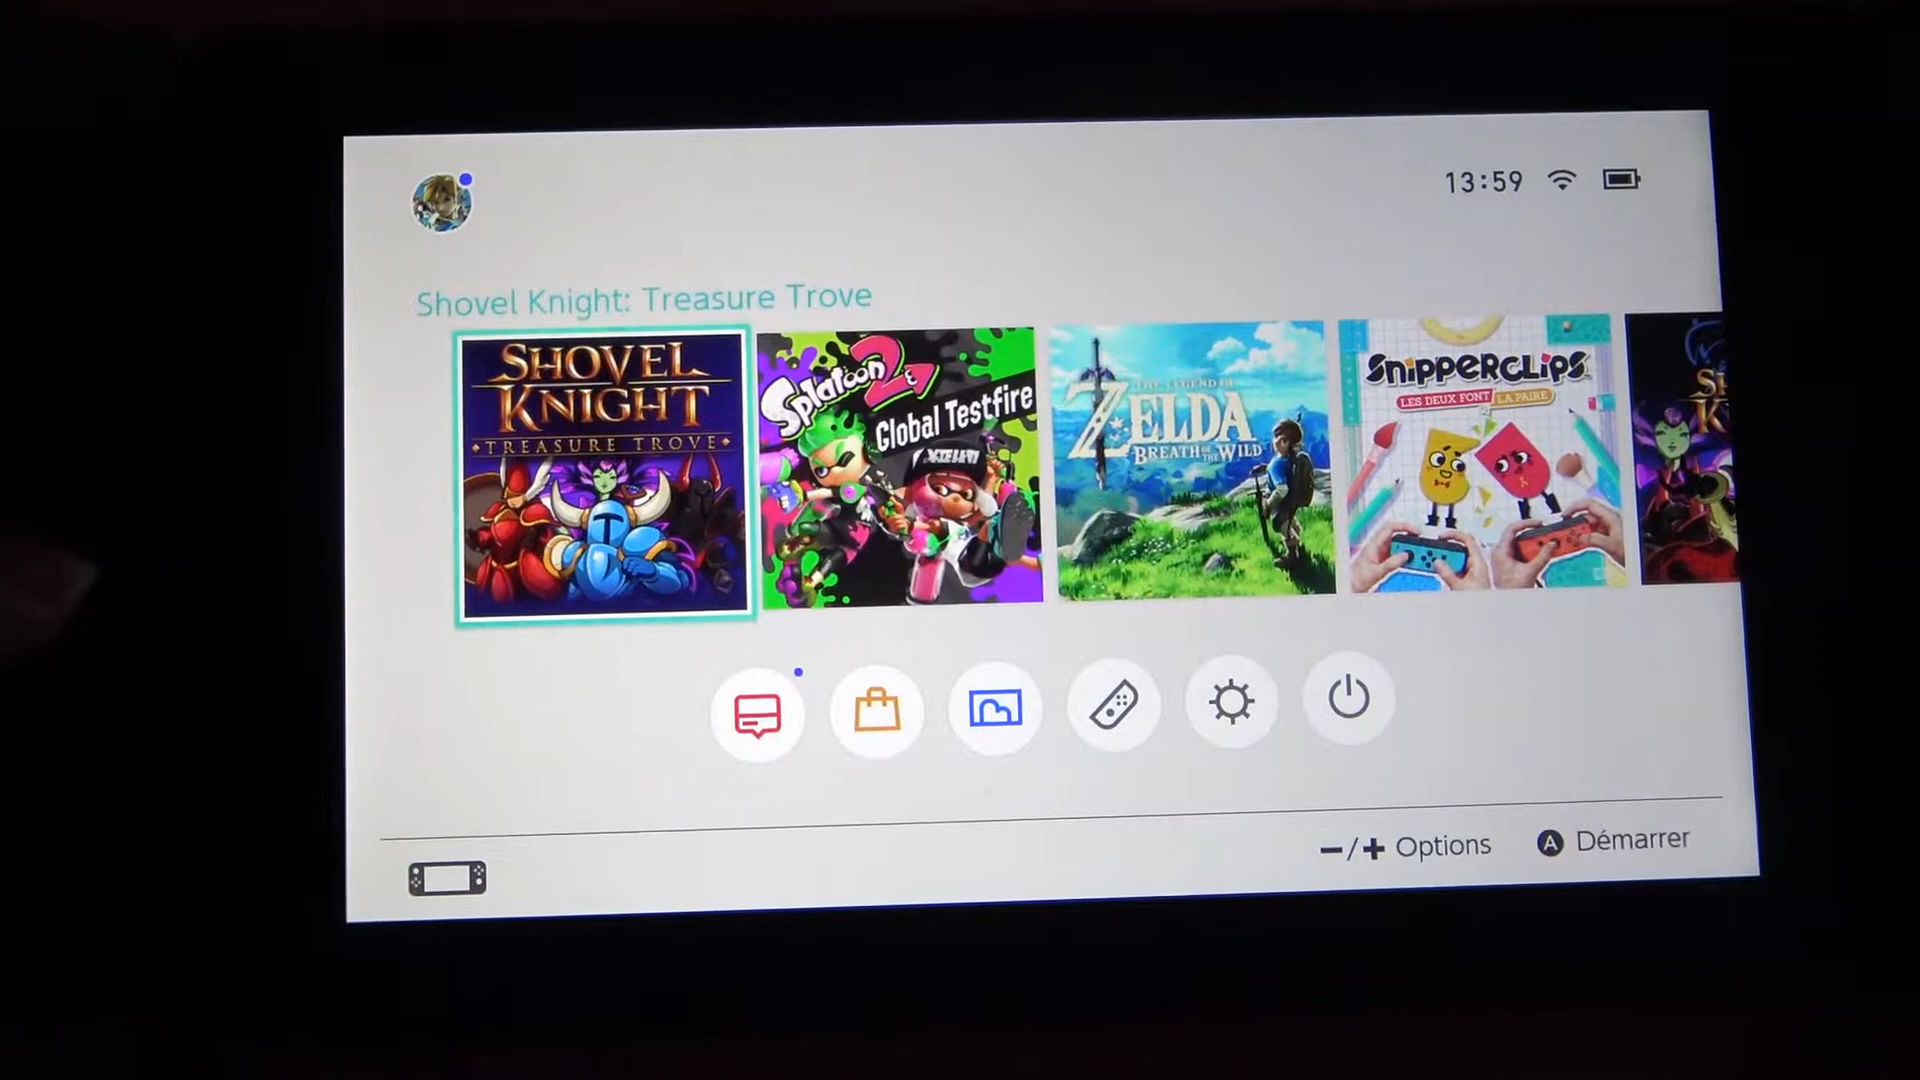 13:59
Shovel Knight: Treasure Trove
SHOVEL
KNIGHT
TREASURE TROVE
Splatoon 2
Global Testfire
THE LEGEND OF
ZELDA
BREATH OF THE WILD
SNIPPERCLIPS
LES DEUX FONT LA PAIRE
−/+ Options
A Démarrer